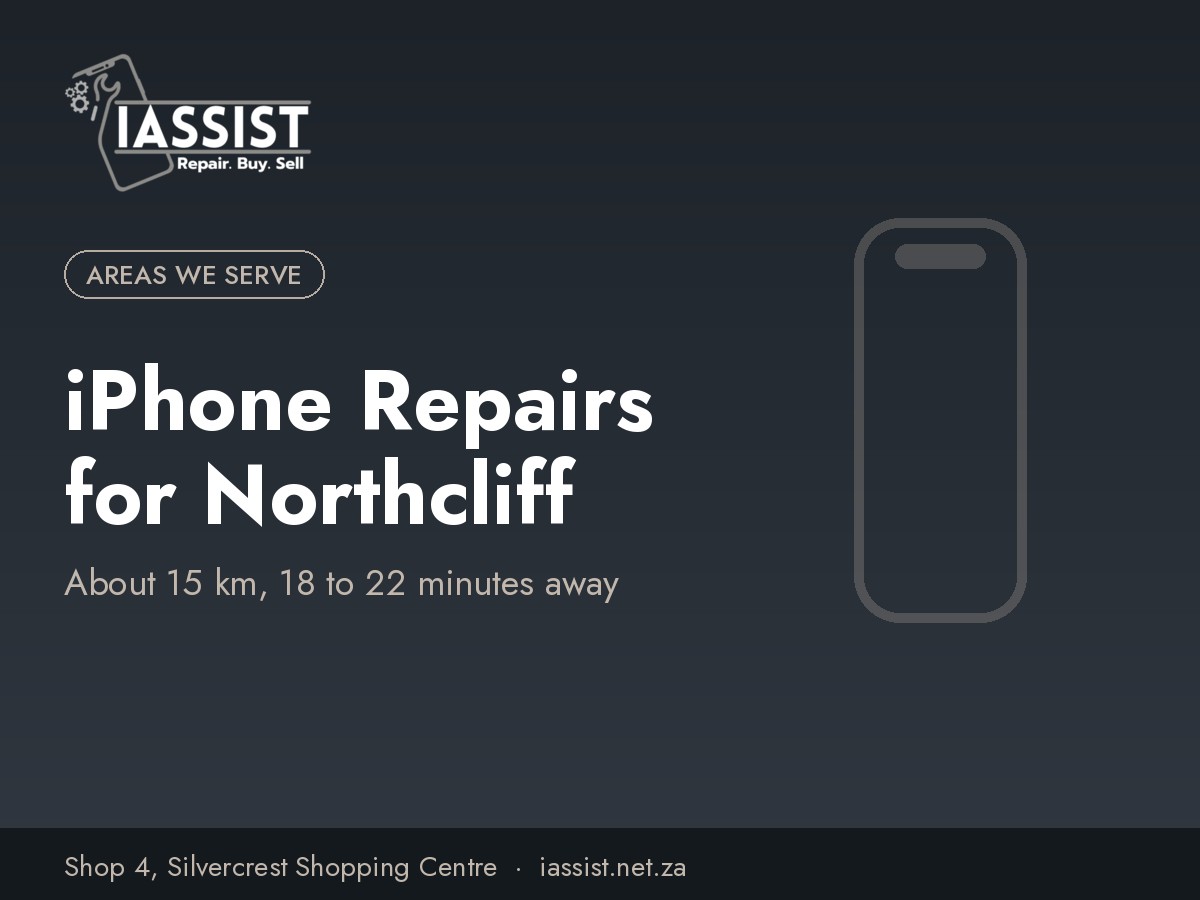 IASSIST
Repair. Buy. Sell
AREAS WE SERVE
iPhone Repairs
for Northcliff
About 15 km, 18 to 22 minutes away
Shop 4, Silvercrest Shopping Centre · iassist.net.za